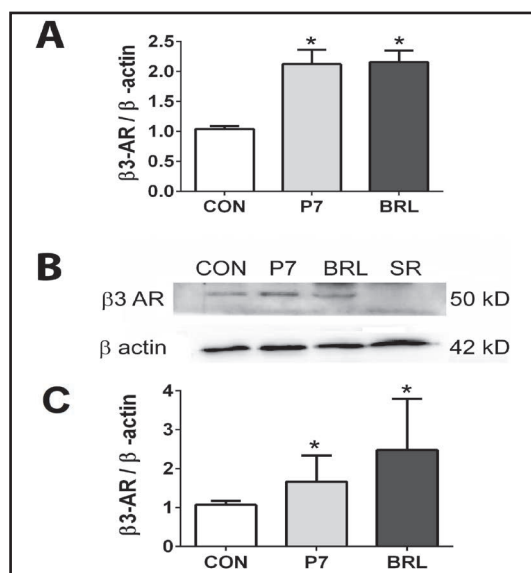 A
β3-AR / β -actin
2.5
2.0
1.5
1.0
0.5
0.0
*
*
CON P7 BRL
B
CON P7 BRL SR
β3 AR 50 kD
β actin 42 kD
C
β3-AR / β -actin
4
3
2
1
0
*
*
CON P7 BRL